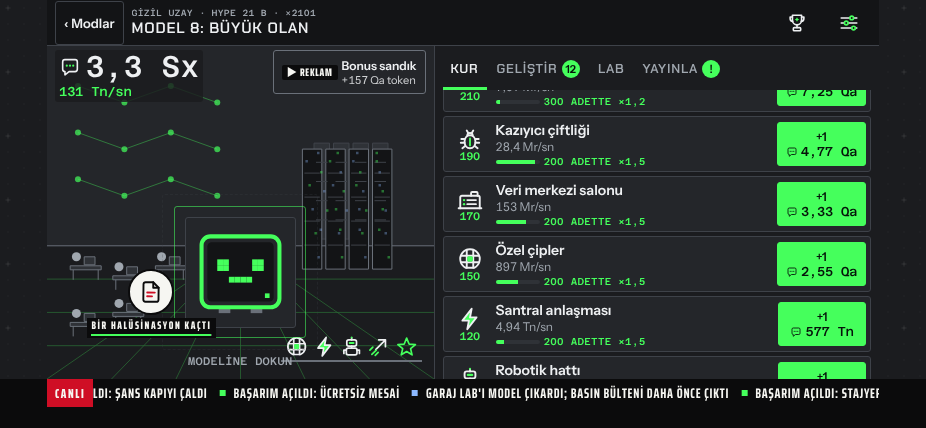 ‹ Modlar
GİZİL UZAY · HYPE 21 B · ×2101
MODEL 8: BÜYÜK OLAN
3,3 Sx
131 Tn/sn
REKLAM
Bonus sandık
+157 Qa token
BİR HALÜSİNASYON KAÇTI
MODELİNE DOKUN
KUR
GELİŞTİR 12
LAB
YAYINLA !
210
300 ADETTE ×1,2
7,25 Qa
Kazıyıcı çiftliği
28,4 Mr/sn
190
200 ADETTE ×1,5
+1
4,77 Qa
Veri merkezi salonu
153 Mr/sn
170
200 ADETTE ×1,5
+1
3,33 Qa
Özel çipler
897 Mr/sn
150
200 ADETTE ×1,5
+1
2,55 Qa
Santral anlaşması
4,94 Tn/sn
120
200 ADETTE ×1,5
+1
577 Tn
Robotik hattı
+1
CANLI
LDI: ŞANS KAPIYI ÇALDI ■ BAŞARIM AÇILDI: ÜCRETSİZ MESAİ ■ GARAJ LAB'I MODEL ÇIKARDI; BASIN BÜLTENİ DAHA ÖNCE ÇIKTI ■ BAŞARIM AÇILDI: STAJYER